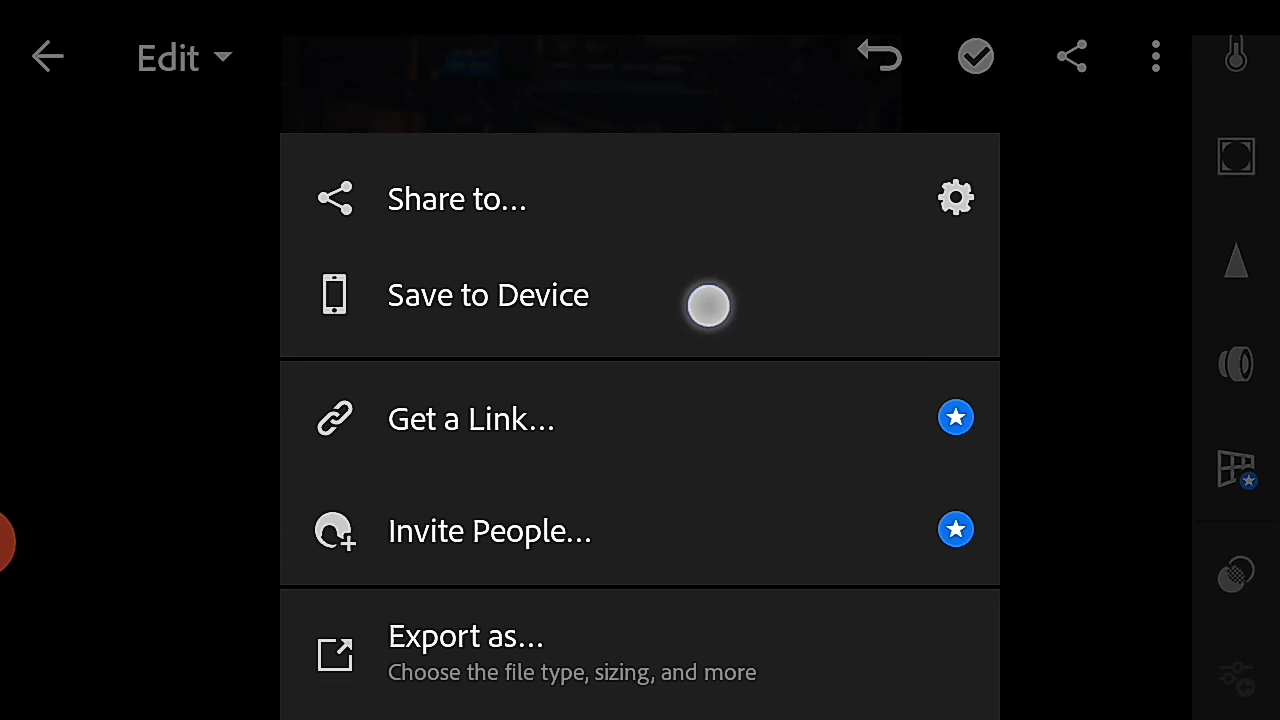 Edit
Share to...
Save to Device
Get a Link...
Invite People...
Export as...
Choose the file type, sizing, and more